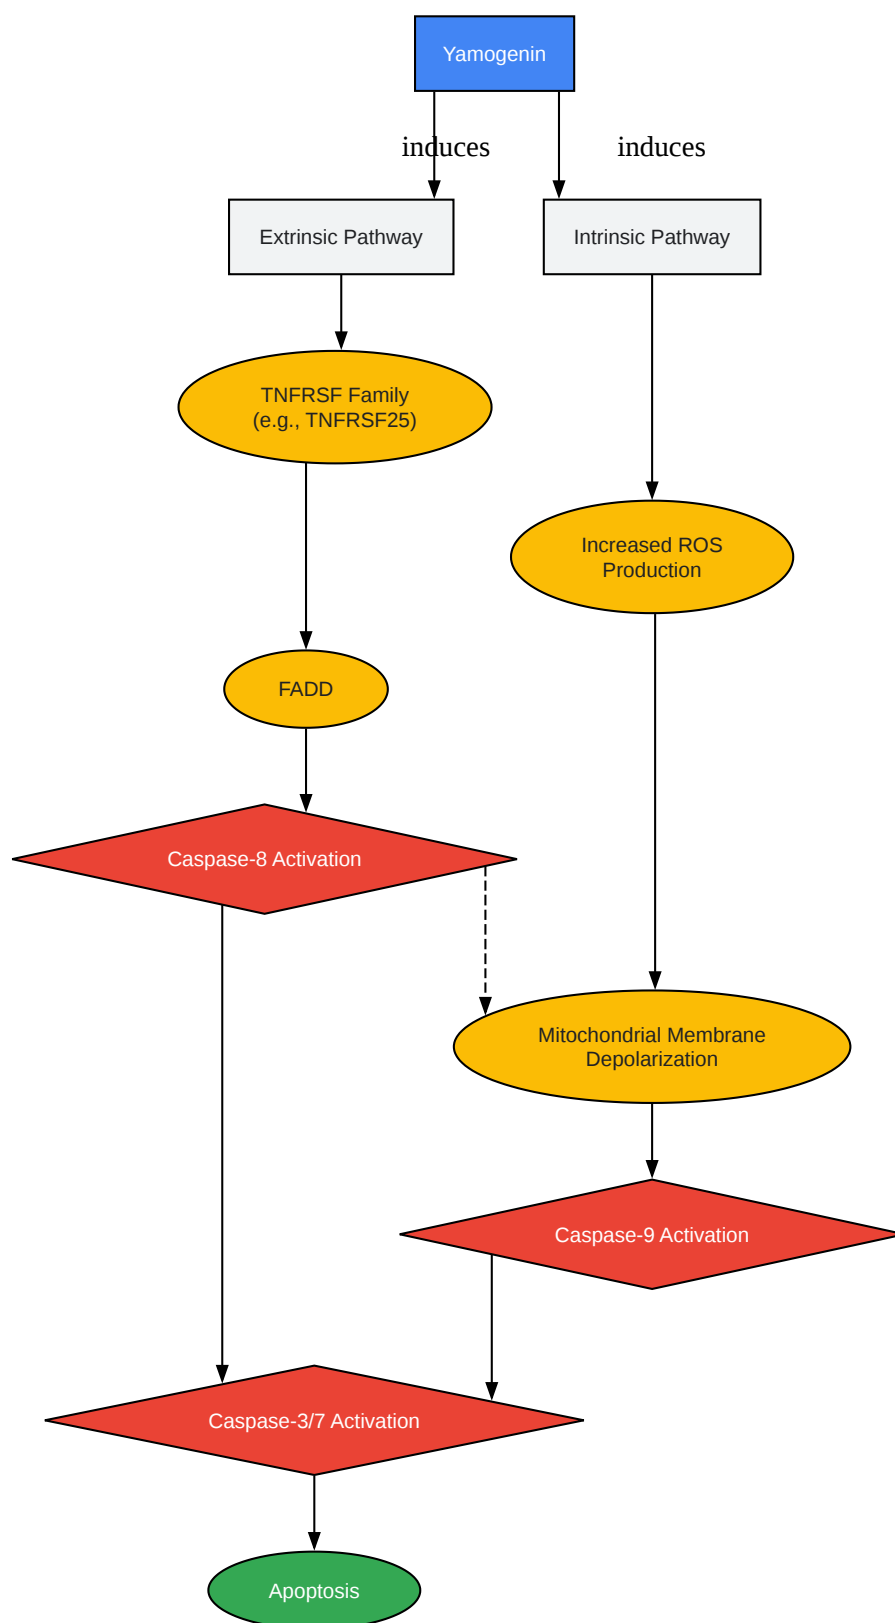 Yamogenin
induces
induces
Extrinsic Pathway
Intrinsic Pathway
TNFRSF Family
(e.g., TNFRSF25)
Increased ROS
Production
FADD
Caspase-8 Activation
Mitochondrial Membrane
Depolarization
Caspase-9 Activation
Caspase-3/7 Activation
Apoptosis